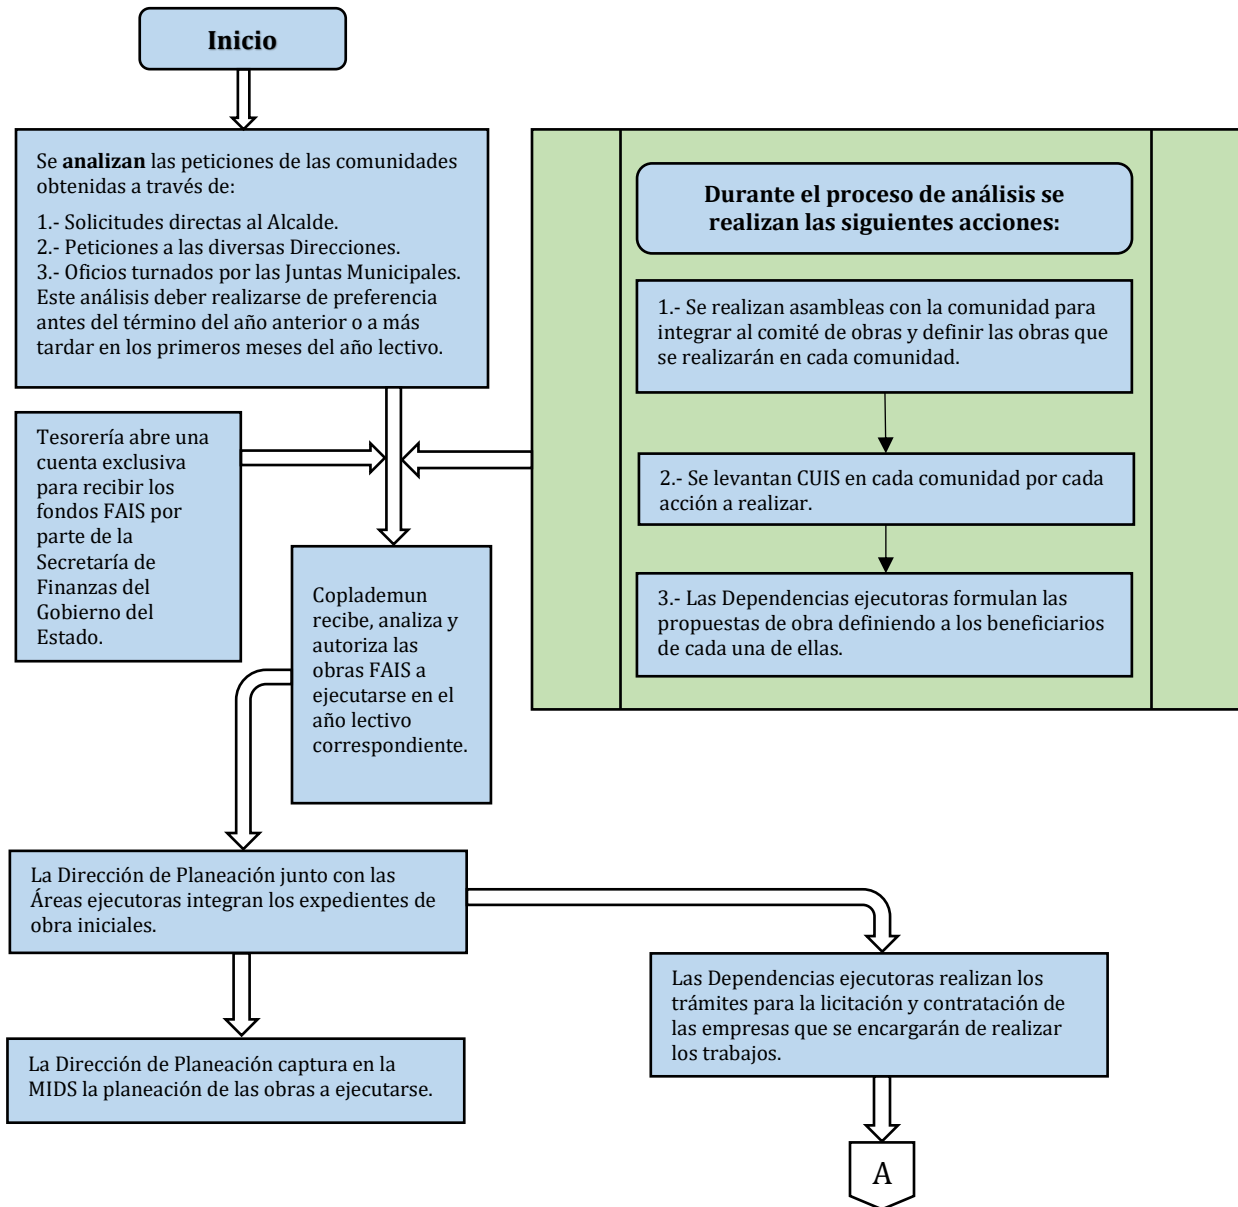 Inicio
Se analizan las peticiones de las comunidades
obtenidas a través de:
1.- Solicitudes directas al Alcalde.
2.- Peticiones a las diversas Direcciones.
3.- Oficios turnados por las Juntas Municipales.
Este análisis deber realizarse de preferencia
antes del término del año anterior o a más
tardar en los primeros meses del año lectivo.
Durante el proceso de análisis se
realizan las siguientes acciones:
1.- Se realizan asambleas con la comunidad para
integrar al comité de obras y definir las obras que
se realizarán en cada comunidad.
2.- Se levantan CUIS en cada comunidad por cada
acción a realizar.
3.- Las Dependencias ejecutoras formulan las
propuestas de obra definiendo a los beneficiarios
de cada una de ellas.
Tesorería abre una
cuenta exclusiva
para recibir los
fondos FAIS por
parte de la
Secretaría de
Finanzas del
Gobierno del
Estado.
Coplademun
recibe, analiza y
autoriza las
obras FAIS a
ejecutarse en el
año lectivo
correspondiente.
La Dirección de Planeación junto con las
Áreas ejecutoras integran los expedientes de
obra iniciales.
La Dirección de Planeación captura en la
MIDS la planeación de las obras a ejecutarse.
Las Dependencias ejecutoras realizan los
trámites para la licitación y contratación de
las empresas que se encargarán de realizar
los trabajos.
A